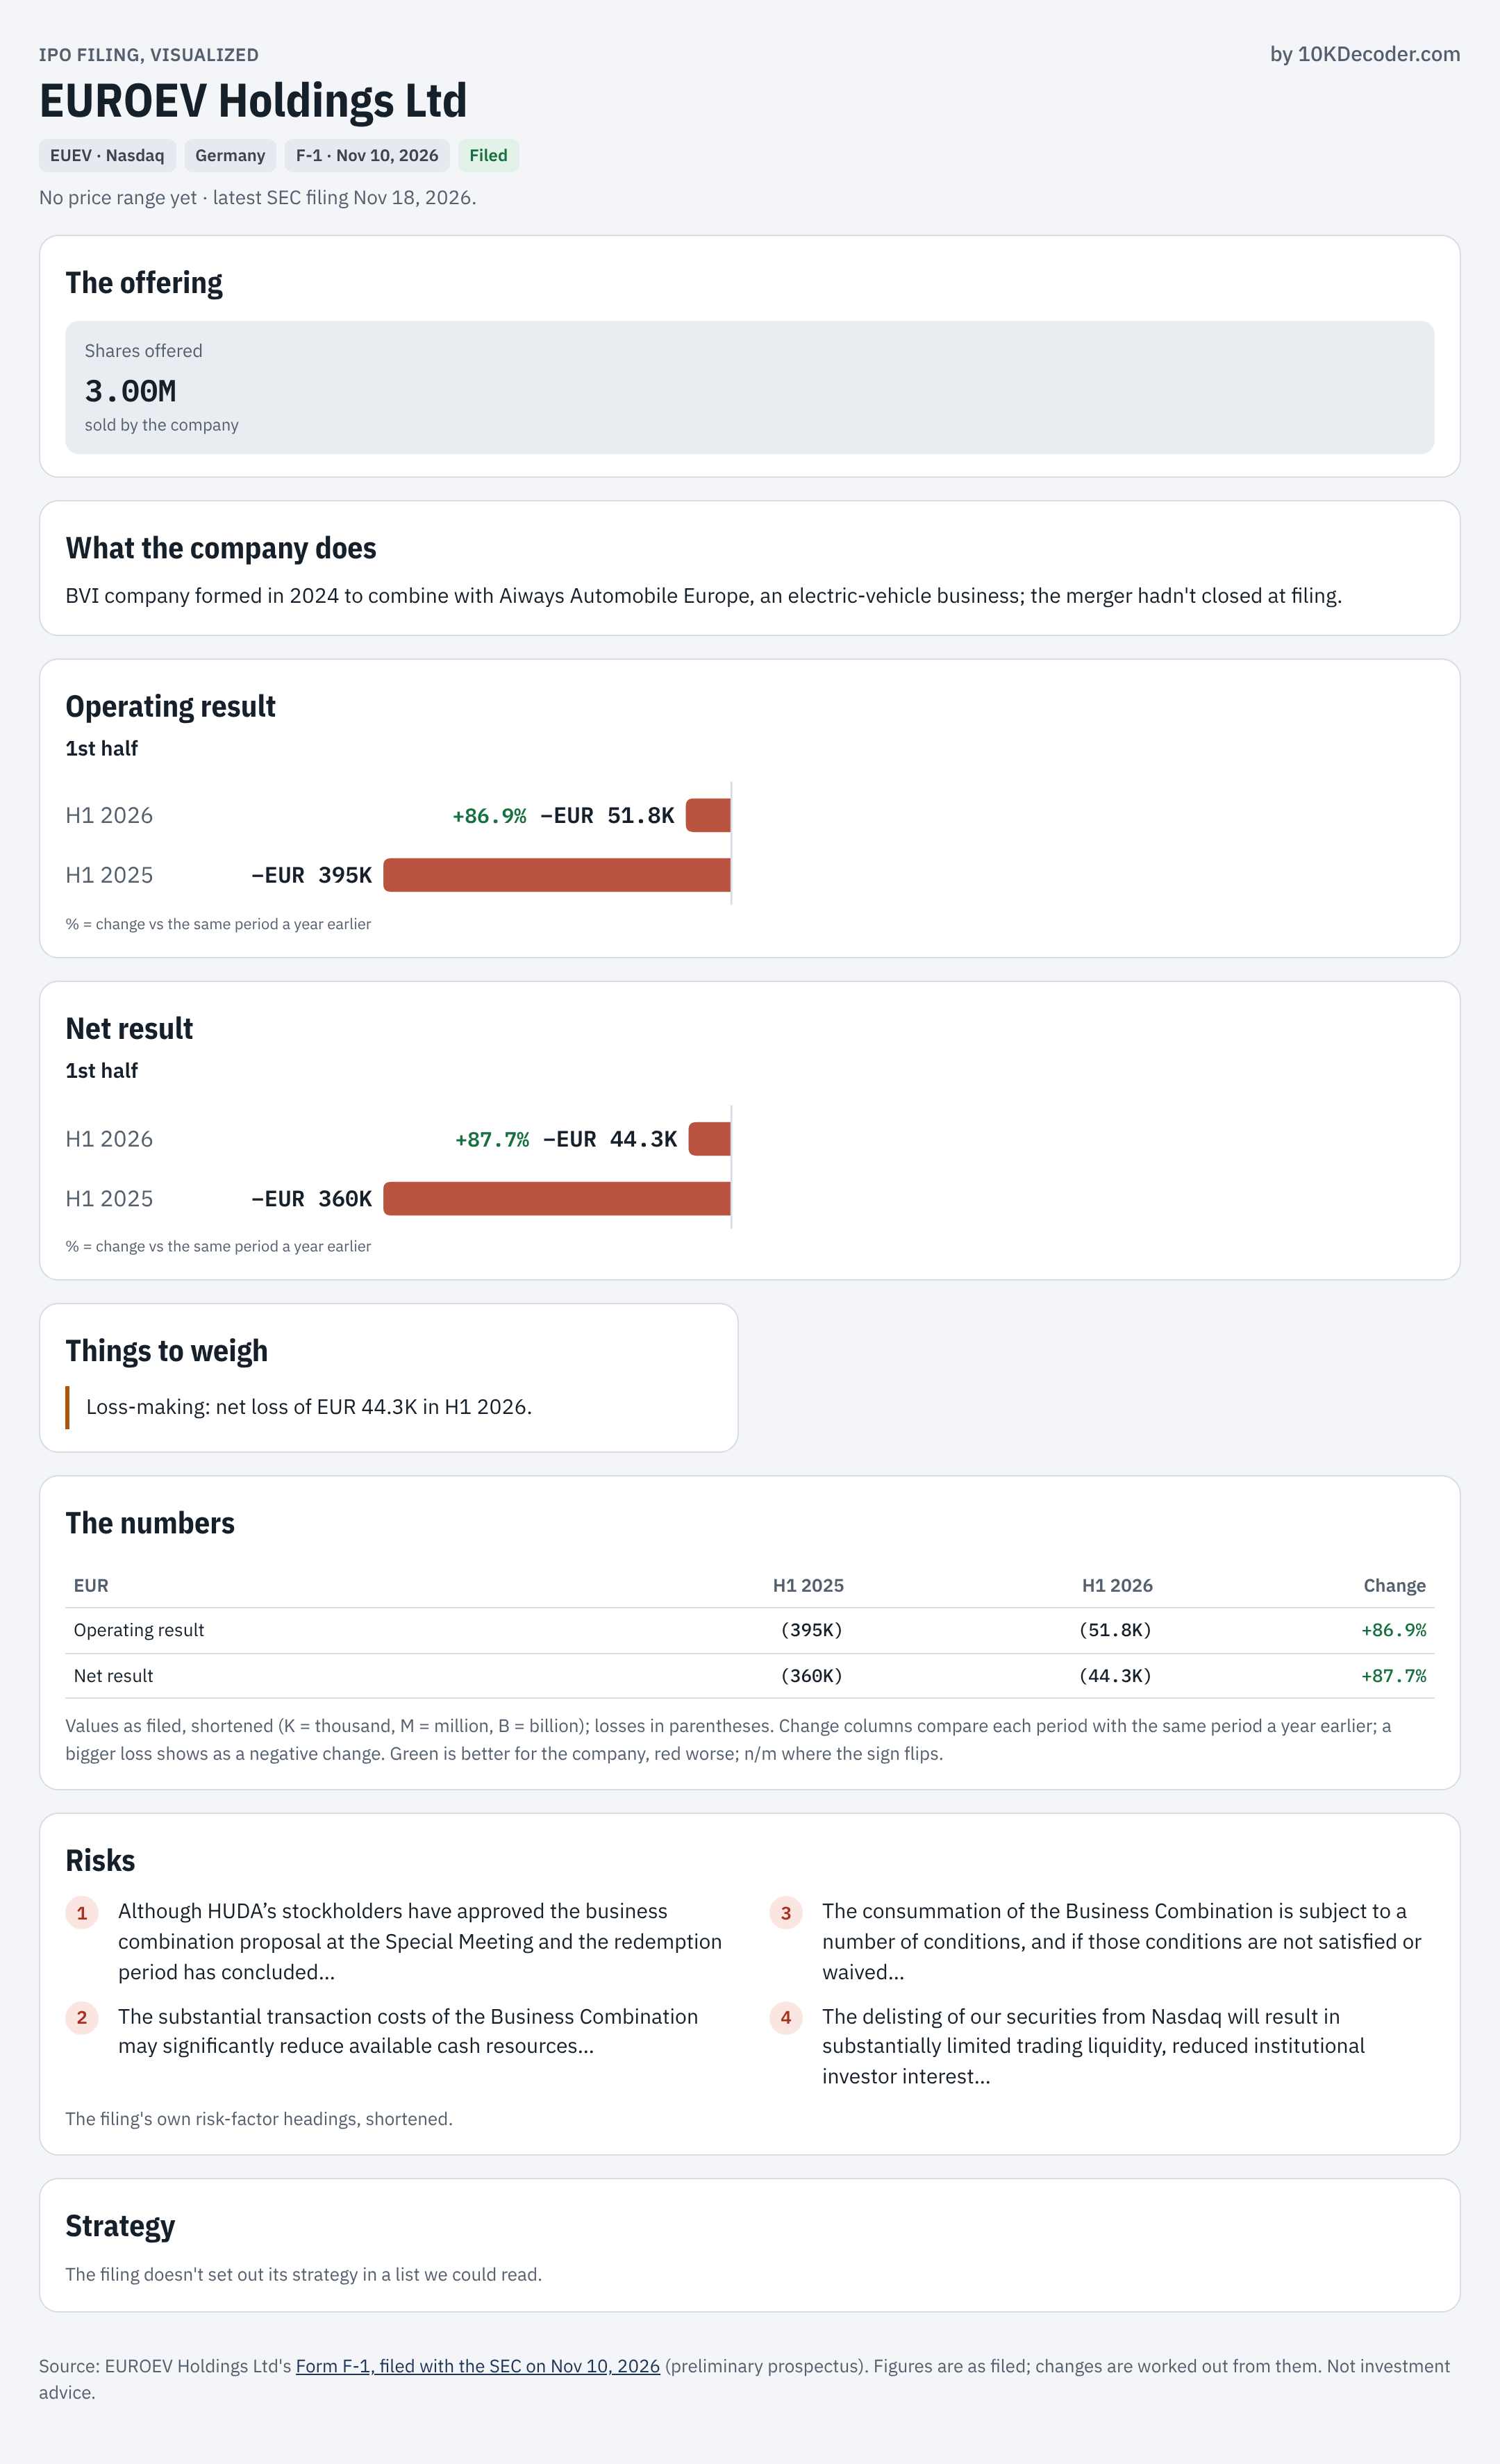 IPO FILING, VISUALIZED
by 10KDecoder.com
EUROEV Holdings Ltd
EUEV · Nasdaq
Germany
F-1 · Nov 10, 2026
Filed
No price range yet · latest SEC filing Nov 18, 2026.
The offering
Shares offered
3.00M
sold by the company
What the company does
BVI company formed in 2024 to combine with Aiways Automobile Europe, an electric-vehicle business; the merger hadn't closed at filing.
Operating result
1st half
H1 2026 +86.9% −EUR 51.8K
H1 2025 −EUR 395K
% = change vs the same period a year earlier
Net result
1st half
H1 2026 +87.7% −EUR 44.3K
H1 2025 −EUR 360K
% = change vs the same period a year earlier
Things to weigh
Loss-making: net loss of EUR 44.3K in H1 2026.
The numbers
EUR H1 2025 H1 2026 Change
Operating result (395K) (51.8K) +86.9%
Net result (360K) (44.3K) +87.7%
Values as filed, shortened (K = thousand, M = million, B = billion); losses in parentheses. Change columns compare each period with the same period a year earlier; a
bigger loss shows as a negative change. Green is better for the company, red worse; n/m where the sign flips.
Risks
1 Although HUDA’s stockholders have approved the business
combination proposal at the Special Meeting and the redemption
period has concluded…
2 The substantial transaction costs of the Business Combination
may significantly reduce available cash resources…
3 The consummation of the Business Combination is subject to a
number of conditions, and if those conditions are not satisfied or
waived…
4 The delisting of our securities from Nasdaq will result in
substantially limited trading liquidity, reduced institutional
investor interest…
The filing's own risk-factor headings, shortened.
Strategy
The filing doesn't set out its strategy in a list we could read.
Source: EUROEV Holdings Ltd's Form F-1, filed with the SEC on Nov 10, 2026 (preliminary prospectus). Figures are as filed; changes are worked out from them. Not investment
advice.